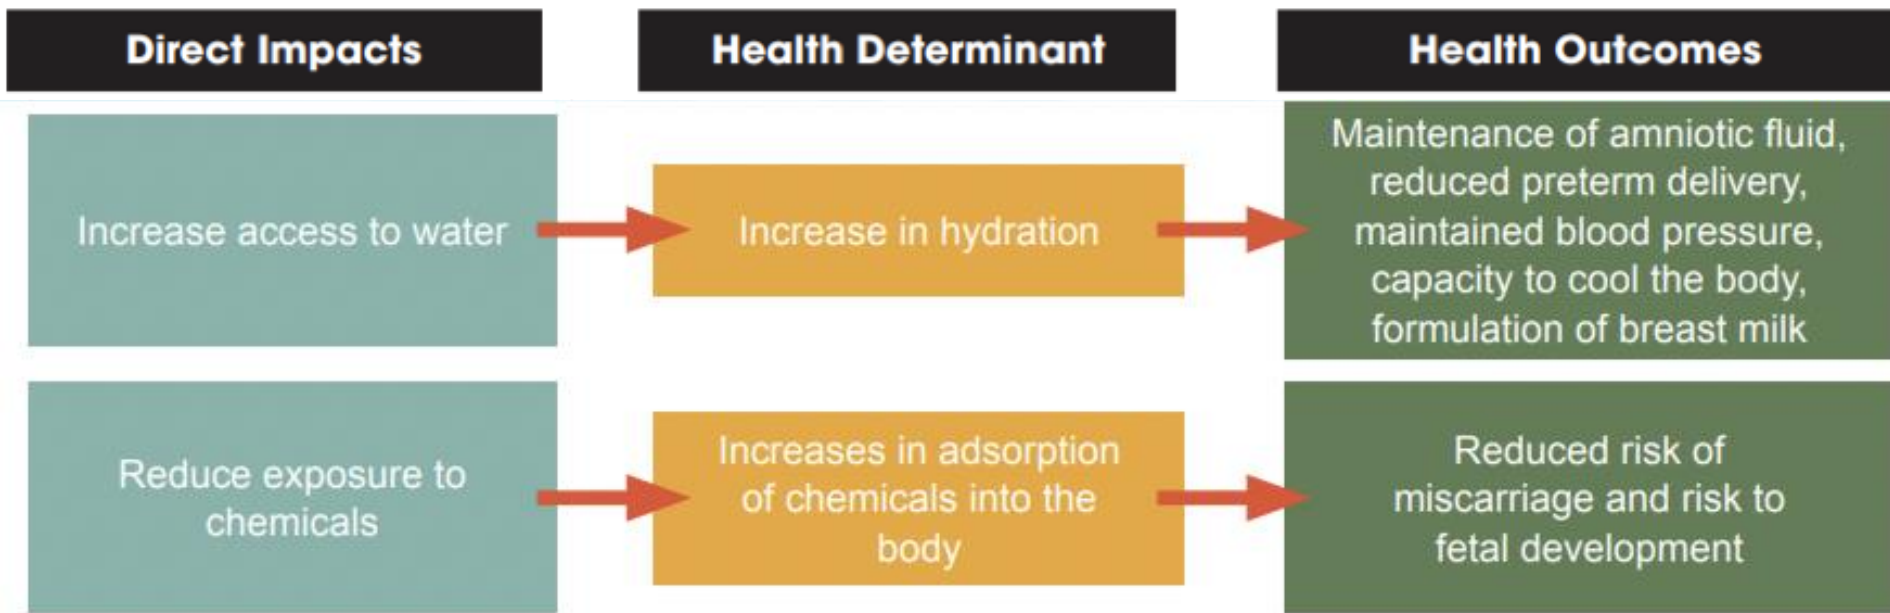 Direct Impacts
Health Determinant
Health Outcomes
Increase access to water
Increase in hydration
Maintenance of amniotic fluid,
reduced preterm delivery,
maintained blood pressure,
capacity to cool the body,
formulation of breast milk
Reduce exposure to
chemicals
Increases in adsorption
of chemicals into the
body
Reduced risk of
miscarriage and risk to
fetal development